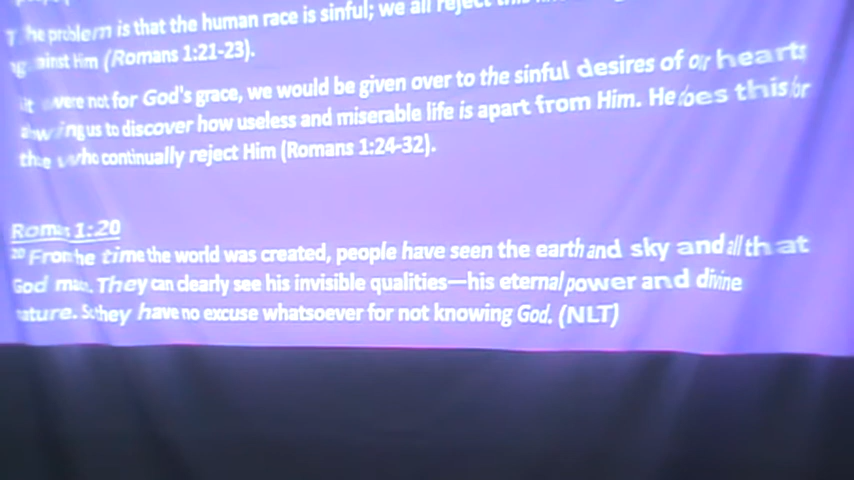 The problem is that the human race is sinful; we all reject this
against Him (Romans 1:21-23).
it were not for God's grace, we would be given over to the sinful desires of our hearts
allowing us to discover how useless and miserable life is apart from Him. He does this for
those who continually reject Him (Romans 1:24-32).
Romans 1:20
20 From the time the world was created, people have seen the earth and sky and all that
God made. They can clearly see his invisible qualities—his eternal power and divine
nature. So they have no excuse whatsoever for not knowing God. (NLT)